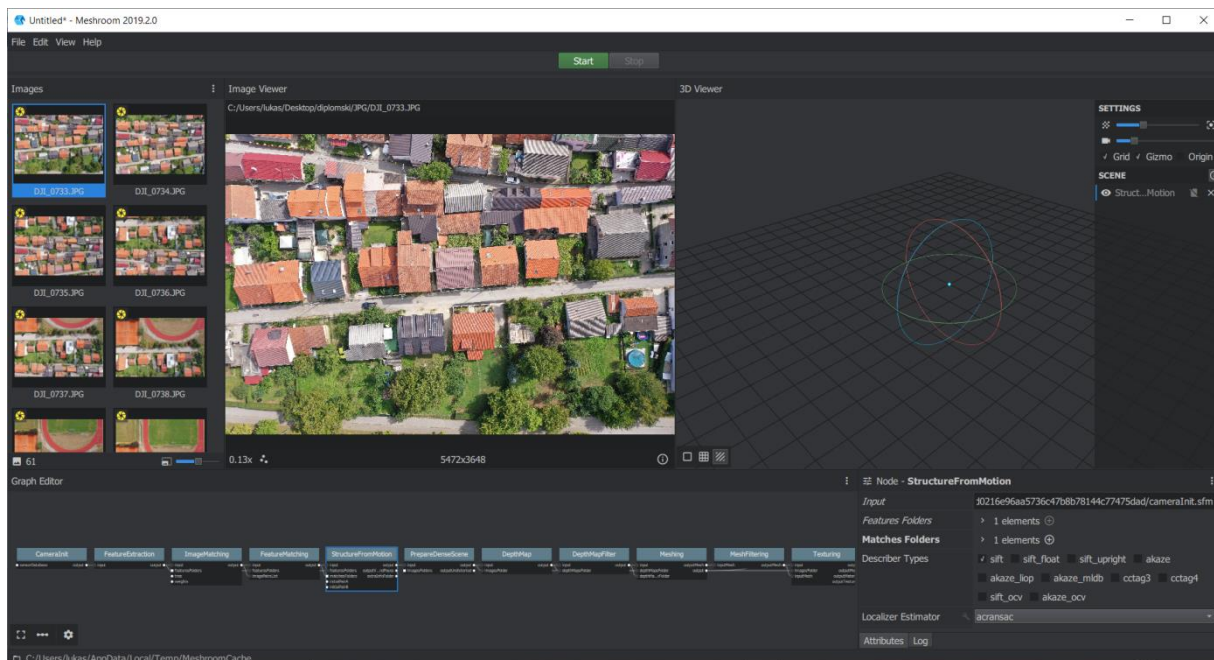 Untitled* - Meshroom 2019.2.0
File Edit View Help
Start Stop
Images
Image Viewer
3D Viewer
C:/Users/lukas/Desktop/diplomski/JPG/DJI_0733.JPG
DJI_0733.JPG
DJI_0734.JPG
DJI_0735.JPG
DJI_0736.JPG
DJI_0737.JPG
DJI_0738.JPG
61
0.13x
5472x3648
SETTINGS
Grid Gizmo Origin
SCENE
Struct...Motion
Graph Editor
CameraInit
FeatureExtraction
ImageMatching
FeatureMatching
StructureFromMotion
PrepareDenseScene
DepthMap
DepthMapFilter
Meshing
MeshFiltering
Texturing
Node - StructureFromMotion
Input
Features Folders 1 elements
Matches Folders 1 elements
Describer Types sift sift_float sift_upright akaze
akaze_liop akaze_mldb cctag3 cctag4
sift_ocv akaze_ocv
Localizer Estimator acransac
Attributes Log
C:/Users/lukas/AppData/Local/Temp/MeshroomCache